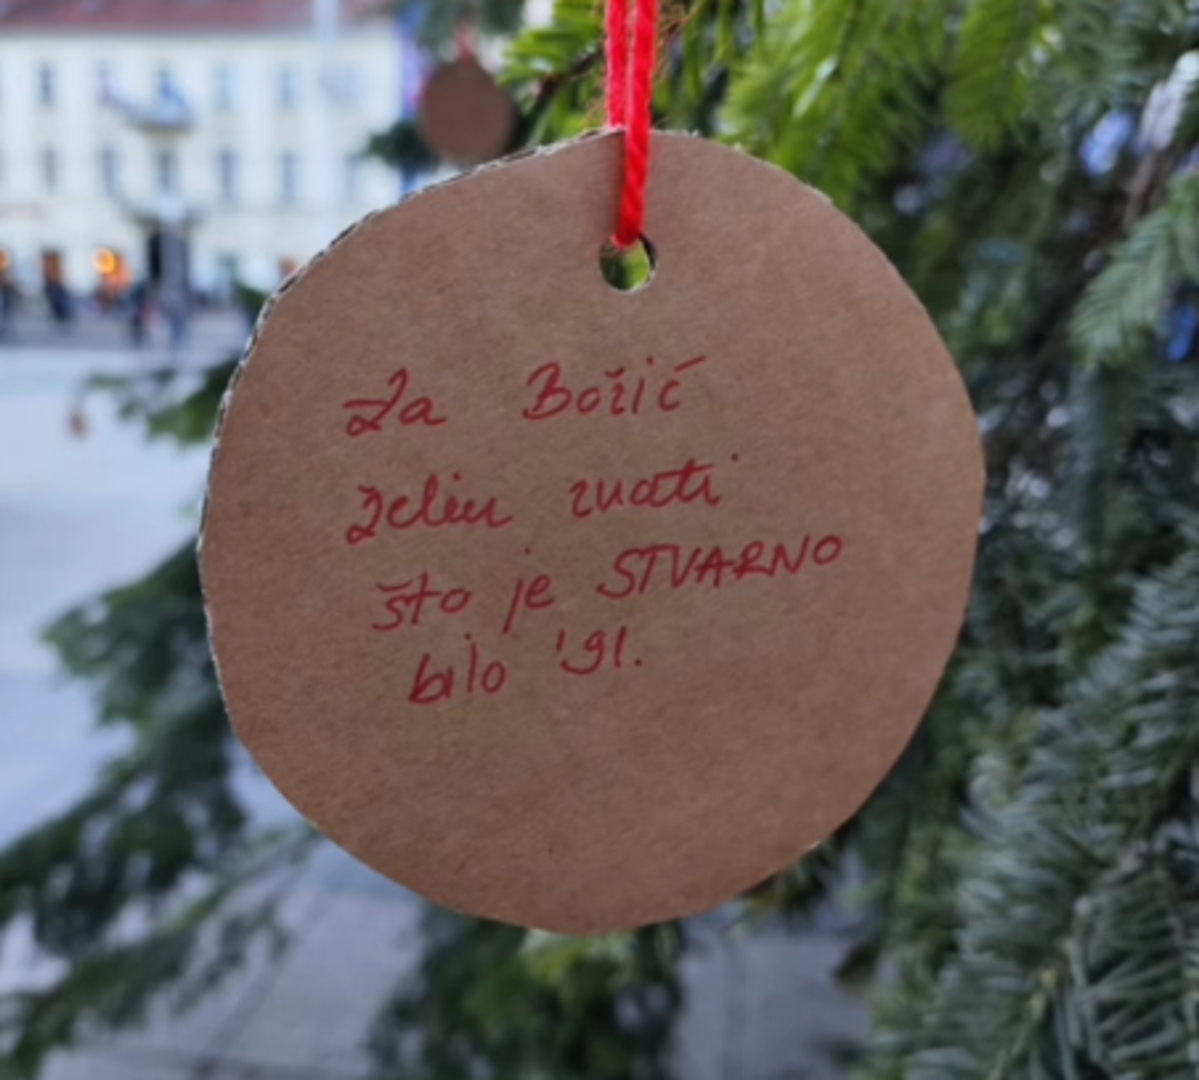 Za Božić
želim znati
što je STVARNO
bilo '91.